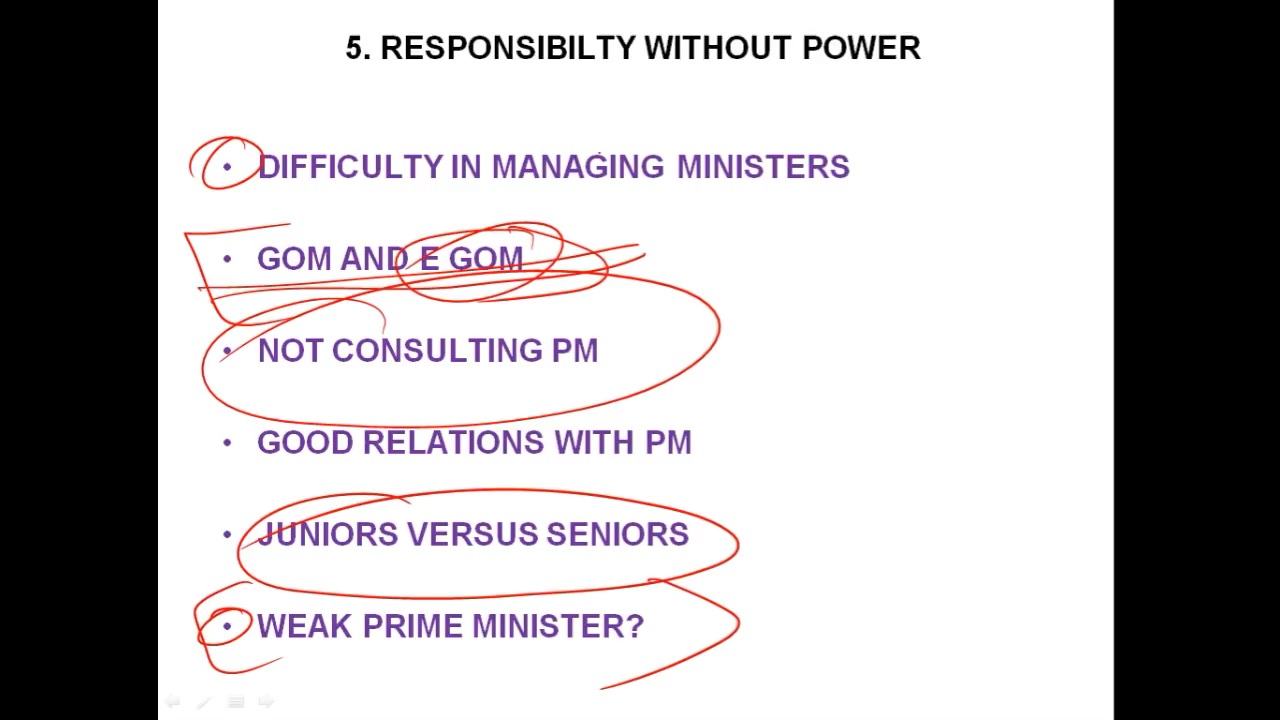 5. RESPONSIBILTY WITHOUT POWER
• DIFFICULTY IN MANAGING MINISTERS
• GOM AND E GOM
• NOT CONSULTING PM
• GOOD RELATIONS WITH PM
• JUNIORS VERSUS SENIORS
• WEAK PRIME MINISTER?